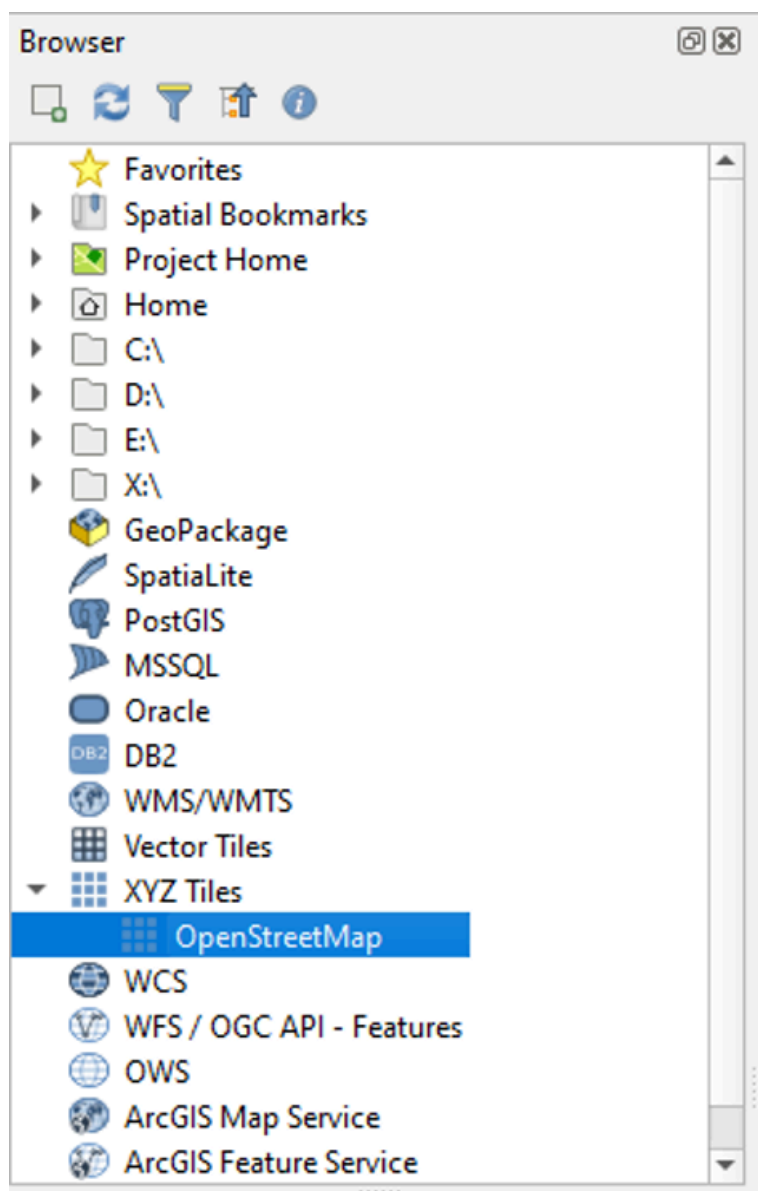 Browser
Favorites
Spatial Bookmarks
Project Home
Home
C:\
D:\
E:\
X:\
GeoPackage
SpatiaLite
PostGIS
MSSQL
Oracle
DB2 DB2
WMS/WMTS
Vector Tiles
XYZ Tiles
OpenStreetMap
WCS
WFS / OGC API - Features
OWS
ArcGIS Map Service
ArcGIS Feature Service